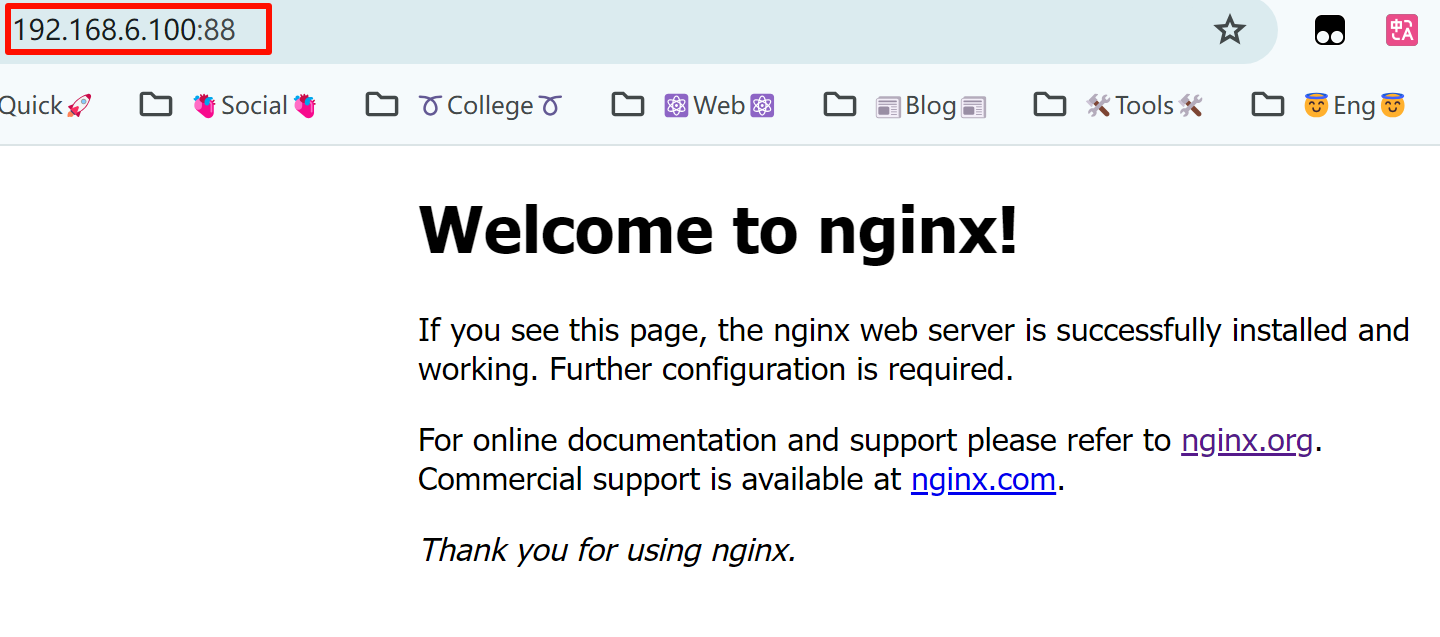 192.168.6.100:88
Quick🚀 💘Social💘 ➰College➰ ⚛Web⚛ 📰Blog📰 🛠Tools🛠 😇Eng😇
Welcome to nginx!
If you see this page, the nginx web server is successfully installed and
working. Further configuration is required.
For online documentation and support please refer to nginx.org.
Commercial support is available at nginx.com.
Thank you for using nginx.